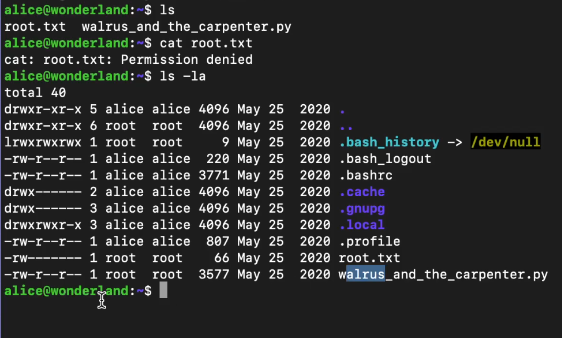 alice@wonderland:~$ ls
root.txt  walrus_and_the_carpenter.py
alice@wonderland:~$ cat root.txt
cat: root.txt: Permission denied
alice@wonderland:~$ ls -la
total 40
drwxr-xr-x 5 alice alice 4096 May 25  2020 .
drwxr-xr-x 6 root  root  4096 May 25  2020 ..
lrwxrwxrwx 1 root  root     9 May 25  2020 .bash_history -> /dev/null
-rw-r--r-- 1 alice alice  220 May 25  2020 .bash_logout
-rw-r--r-- 1 alice alice 3771 May 25  2020 .bashrc
drwx------ 2 alice alice 4096 May 25  2020 .cache
drwx------ 3 alice alice 4096 May 25  2020 .gnupg
drwxrwxr-x 3 alice alice 4096 May 25  2020 .local
-rw-r--r-- 1 alice alice  807 May 25  2020 .profile
-rw------- 1 root  root    66 May 25  2020 root.txt
-rw-r--r-- 1 root  root  3577 May 25  2020 walrus_and_the_carpenter.py
alice@wonderland:~$